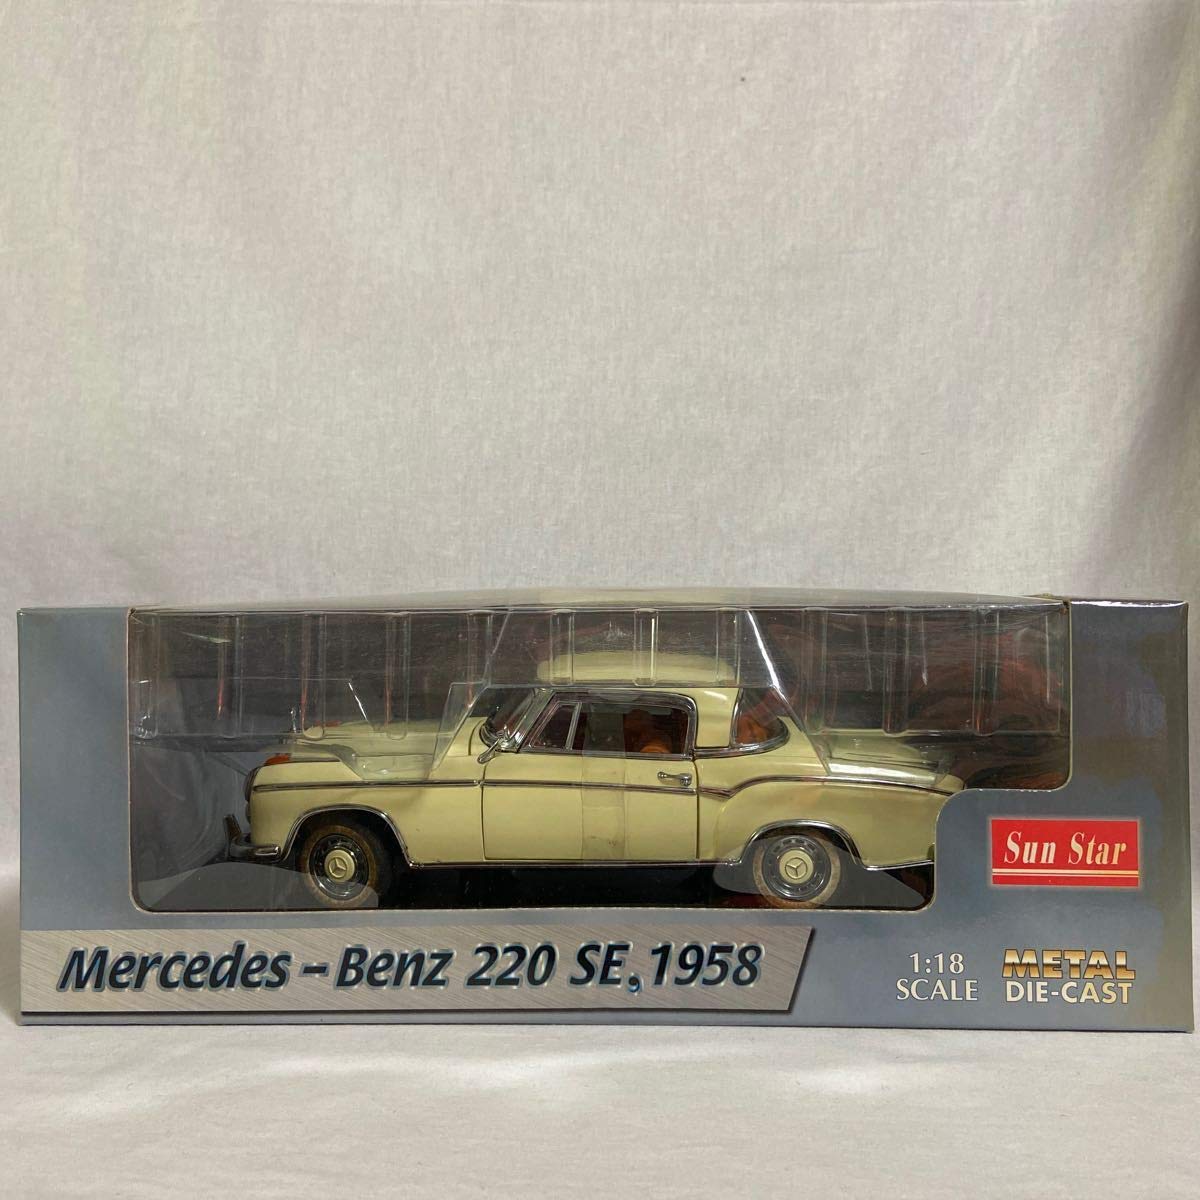 Sun Star
Mercedes - Benz 220 SE, 1958
1:18
SCALE
METAL
DIE-CAST